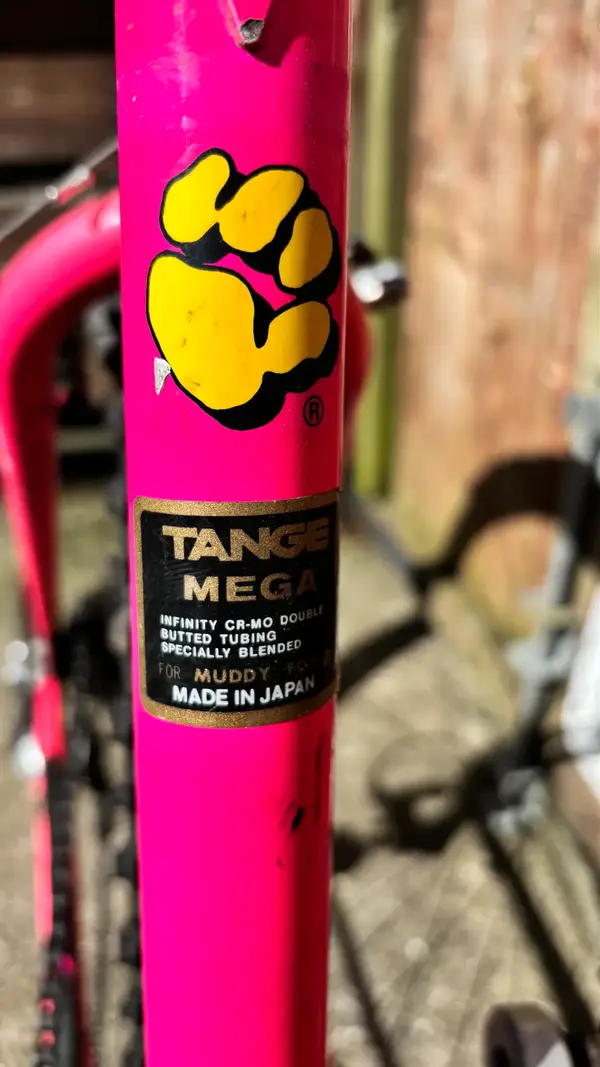 ®
TANGE
MEGA
INFINITY CR-MO DOUBLE
BUTTED TUBING
SPECIALLY BLENDED
FOR MUDDY
MADE IN JAPAN